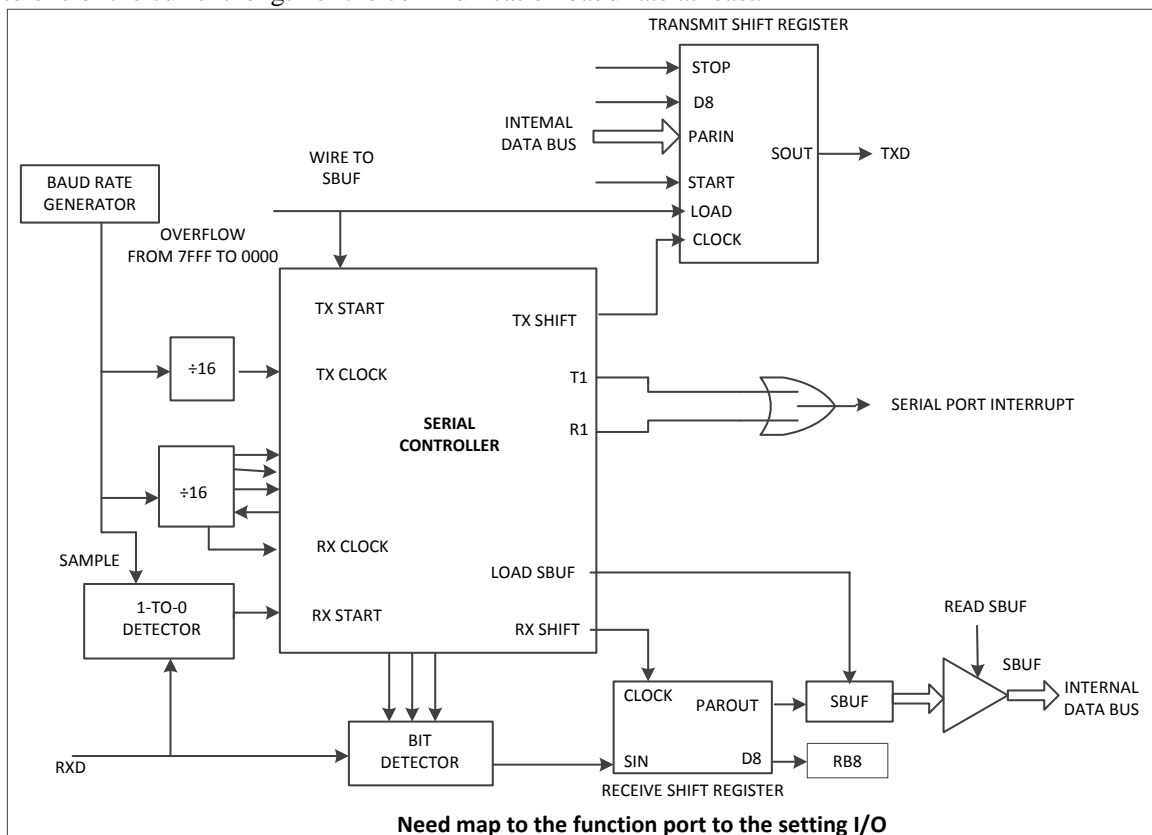 TRANSMIT SHIFT REGISTER
STOP
D8
INTEMAL
DATA BUS
PARIN
SOUT
TXD
WIRE TO
SBUF
START
BAUD RATE
GENERATOR
LOAD
OVERFLOW
FROM 7FFF TO 0000
CLOCK
TX START
TX SHIFT
÷16
TX CLOCK
T1
SERIAL PORT INTERRUPT
SERIAL
CONTROLLER
R1
÷16
RX CLOCK
SAMPLE
LOAD SBUF
1-TO-0
DETECTOR
RX START
RX SHIFT
READ SBUF
SBUF
CLOCK
PAROUT
SBUF
INTERNAL
DATA BUS
BIT
DETECTOR
RXD
SIN
D8
RB8
RECEIVE SHIFT REGISTER
Need map to the function port to the setting I/O